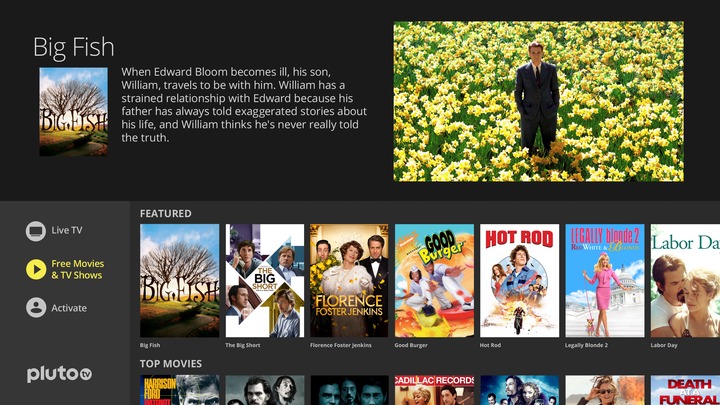 Big Fish
When Edward Bloom becomes ill, his son,
William, travels to be with him. William has a
strained relationship with Edward because his
father has always told exaggerated stories about
his life, and William thinks he's never really told
the truth.
BIG FISH
Live TV
Free Movies
& TV Shows
Activate
pluto tv
FEATURED
BIG FISH
THE
BIG
SHORT
FLORENCE
FOSTER JENKINS
GOOD
Burger
HOT ROD
LEGALLY blonde 2
RED WHITE & BLONDE
Labor Day
Big Fish
The Big Short
Florence Foster Jenkins
Good Burger
Hot Rod
Legally Blonde 2
Labor Day
TOP MOVIES
HARRISON
FORD
CADILLAC RECORDS
DEATH
AT A
FUNERAL